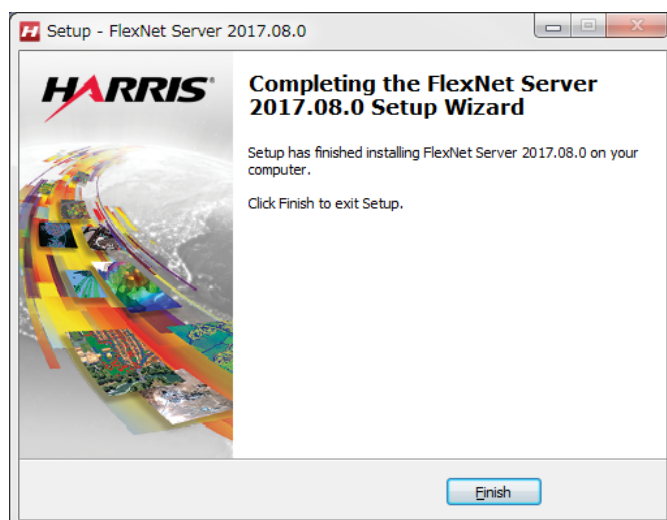 Setup - FlexNet Server 2017.08.0
HARRIS®
Completing the FlexNet Server
2017.08.0 Setup Wizard
Setup has finished installing FlexNet Server 2017.08.0 on your
computer.
Click Finish to exit Setup.
Finish